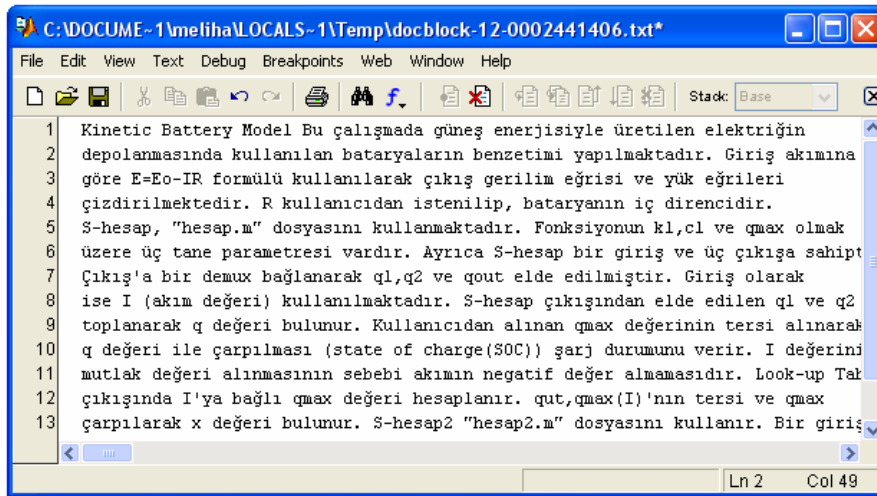 C:\DOCUME~1\meliha\LOCALS~1\Temp\docblock-12-0002441406.txt*
File Edit View Text Debug Breakpoints Web Window Help
Stack: Base
1 Kinetic Battery Model Bu çalışmada güneş enerjisiyle üretilen elektriğin
2 depolanmasında kullanılan bataryaların benzetimi yapılmaktadır. Giriş akımına
3 göre E=Eo-IR formülü kullanılarak çıkış gerilim eğrisi ve yük eğrileri
4 çizdirilmektedir. R kullanıcıdan istenilip, bataryanın iç direncidir.
5 S-hesap, "hesap.m" dosyasını kullanmaktadır. Fonksiyonun k1,c1 ve qmax olmak
6 üzere üç tane parametresi vardır. Ayrıca S-hesap bir giriş ve üç çıkışa sahipt
7 Çıkış'a bir demux bağlanarak q1,q2 ve qout elde edilmiştir. Giriş olarak
8 ise I (akım değeri) kullanılmaktadır. S-hesap çıkışından elde edilen q1 ve q2
9 toplanarak q değeri bulunur. Kullanıcıdan alınan qmax değerinin tersi alınarak
10 q değeri ile çarpılması (state of charge(SOC)) şarj durumunu verir. I değerini
11 mutlak değeri alınmasının sebebi akımın negatif değer almamasıdır. Look-up Tab
12 çıkışında I'ya bağlı qmax değeri hesaplanır. qut,qmax(I)'nın tersi ve qmax
13 çarpılarak x değeri bulunur. S-hesap2 "hesap2.m" dosyasını kullanır. Bir giriş
Ln 2 Col 49